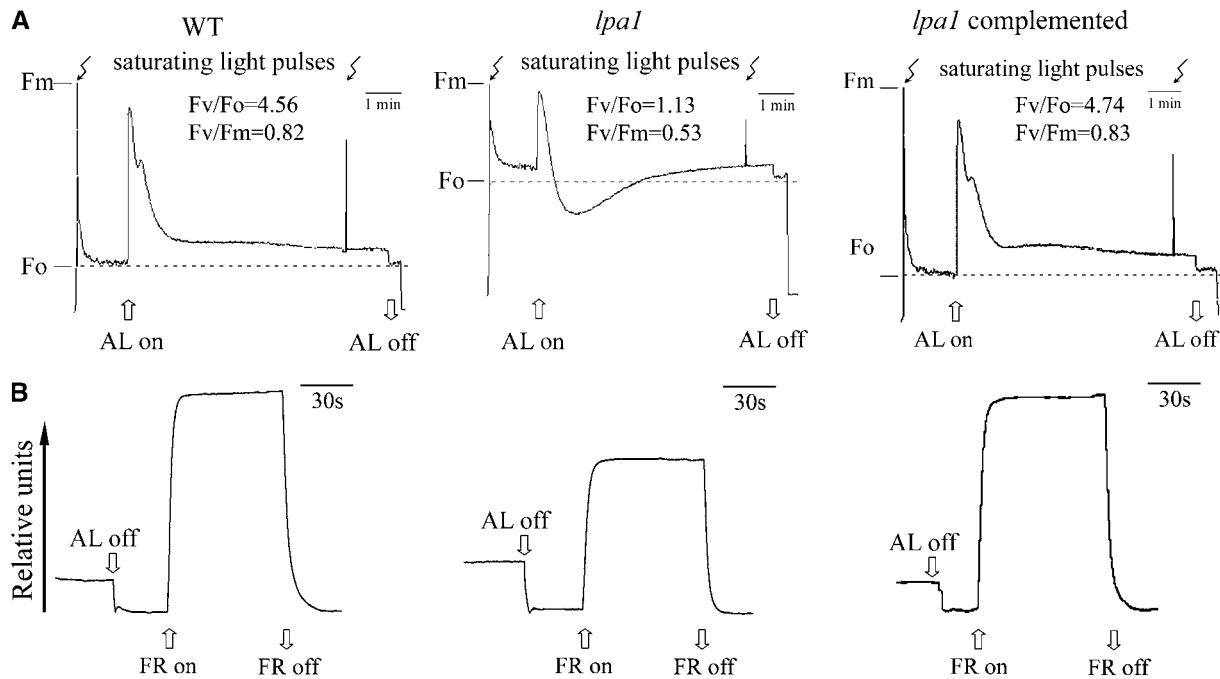 A
WT
lpa1
lpa1 complemented
Fm
saturating light pulses
1 min
Fv/Fo=4.56
Fv/Fm=0.82
Fo
AL on
AL off
Fm
saturating light pulses
1 min
Fv/Fo=1.13
Fv/Fm=0.53
Fo
AL on
AL off
Fm
saturating light pulses
1 min
Fv/Fo=4.74
Fv/Fm=0.83
Fo
AL on
AL off
B
Relative units
30s
AL off
FR on
FR off
30s
AL off
FR on
FR off
30s
AL off
FR on
FR off